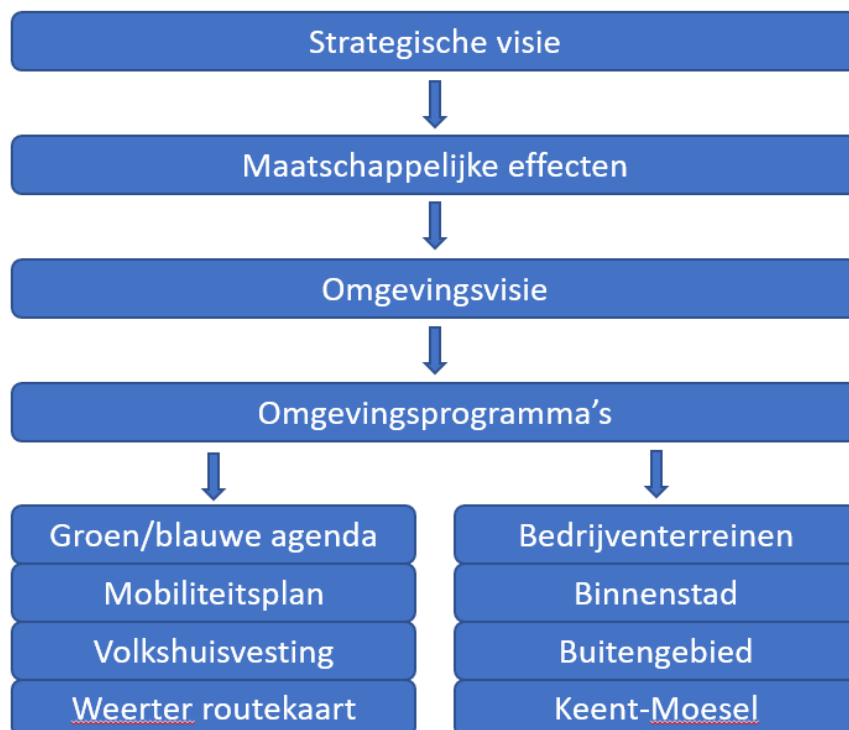 Strategische visie
Maatschappelijke effecten
Omgevingsvisie
Omgevingsprogramma’s
Groen/blauwe agenda
Mobiliteitsplan
Volkshuisvesting
Weerter routekaart
Bedrijventerreinen
Binnenstad
Buitengebied
Keent-Moesel